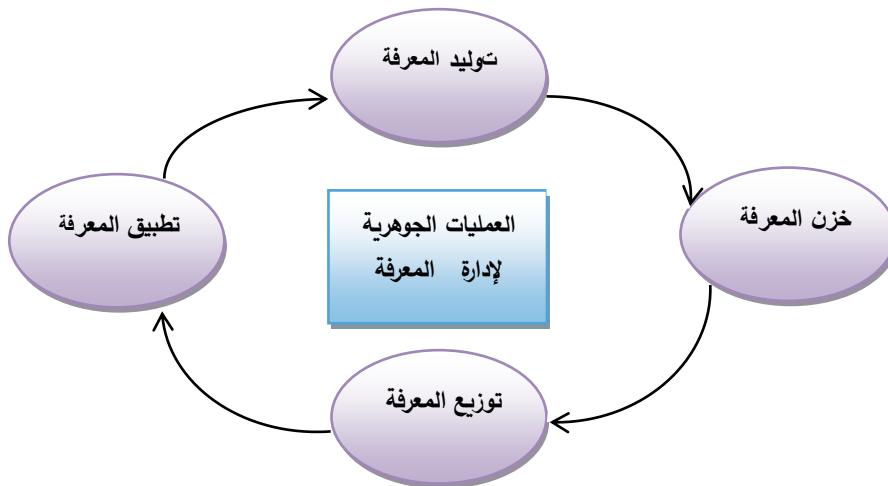 توليد المعرفة
خزن المعرفة
العمليات الجوهرية
لإدارة المعرفة
تطبيق المعرفة
توزيع المعرفة